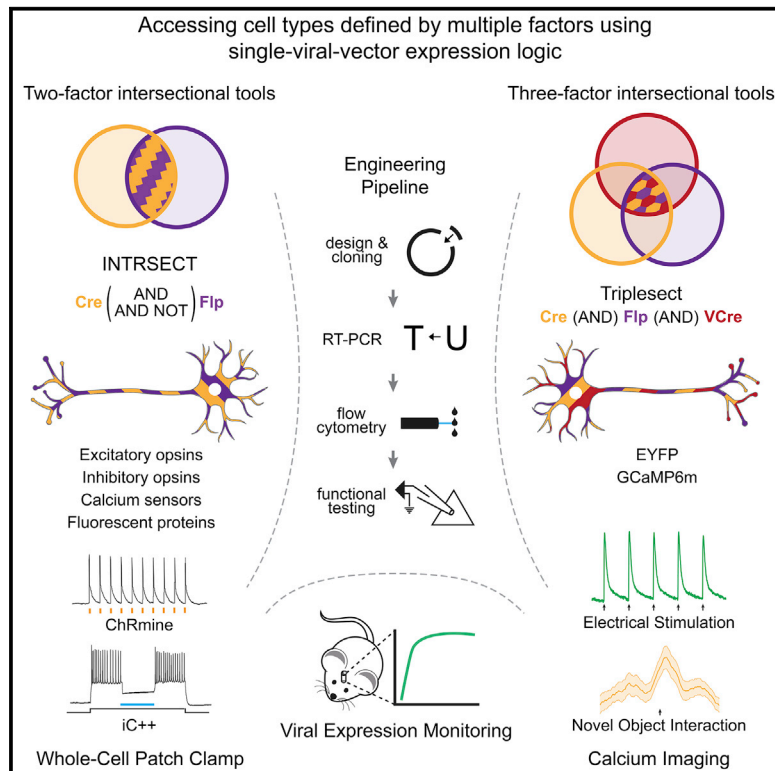 Accessing cell types defined by multiple factors using
single-viral-vector expression logic
Two-factor intersectional tools
INTRSECT
Cre (AND
AND NOT) Flp
Excitatory opsins
Inhibitory opsins
Calcium sensors
Fluorescent proteins
ChRmine
iC++
Whole-Cell Patch Clamp
Engineering
Pipeline
design &
cloning
RT-PCR
T U
flow
cytometry
functional
testing
Viral Expression Monitoring
Three-factor intersectional tools
Triplesect
Cre (AND) Flp (AND) VCre
EYFP
GCaMP6m
Electrical Stimulation
Novel Object Interaction
Calcium Imaging